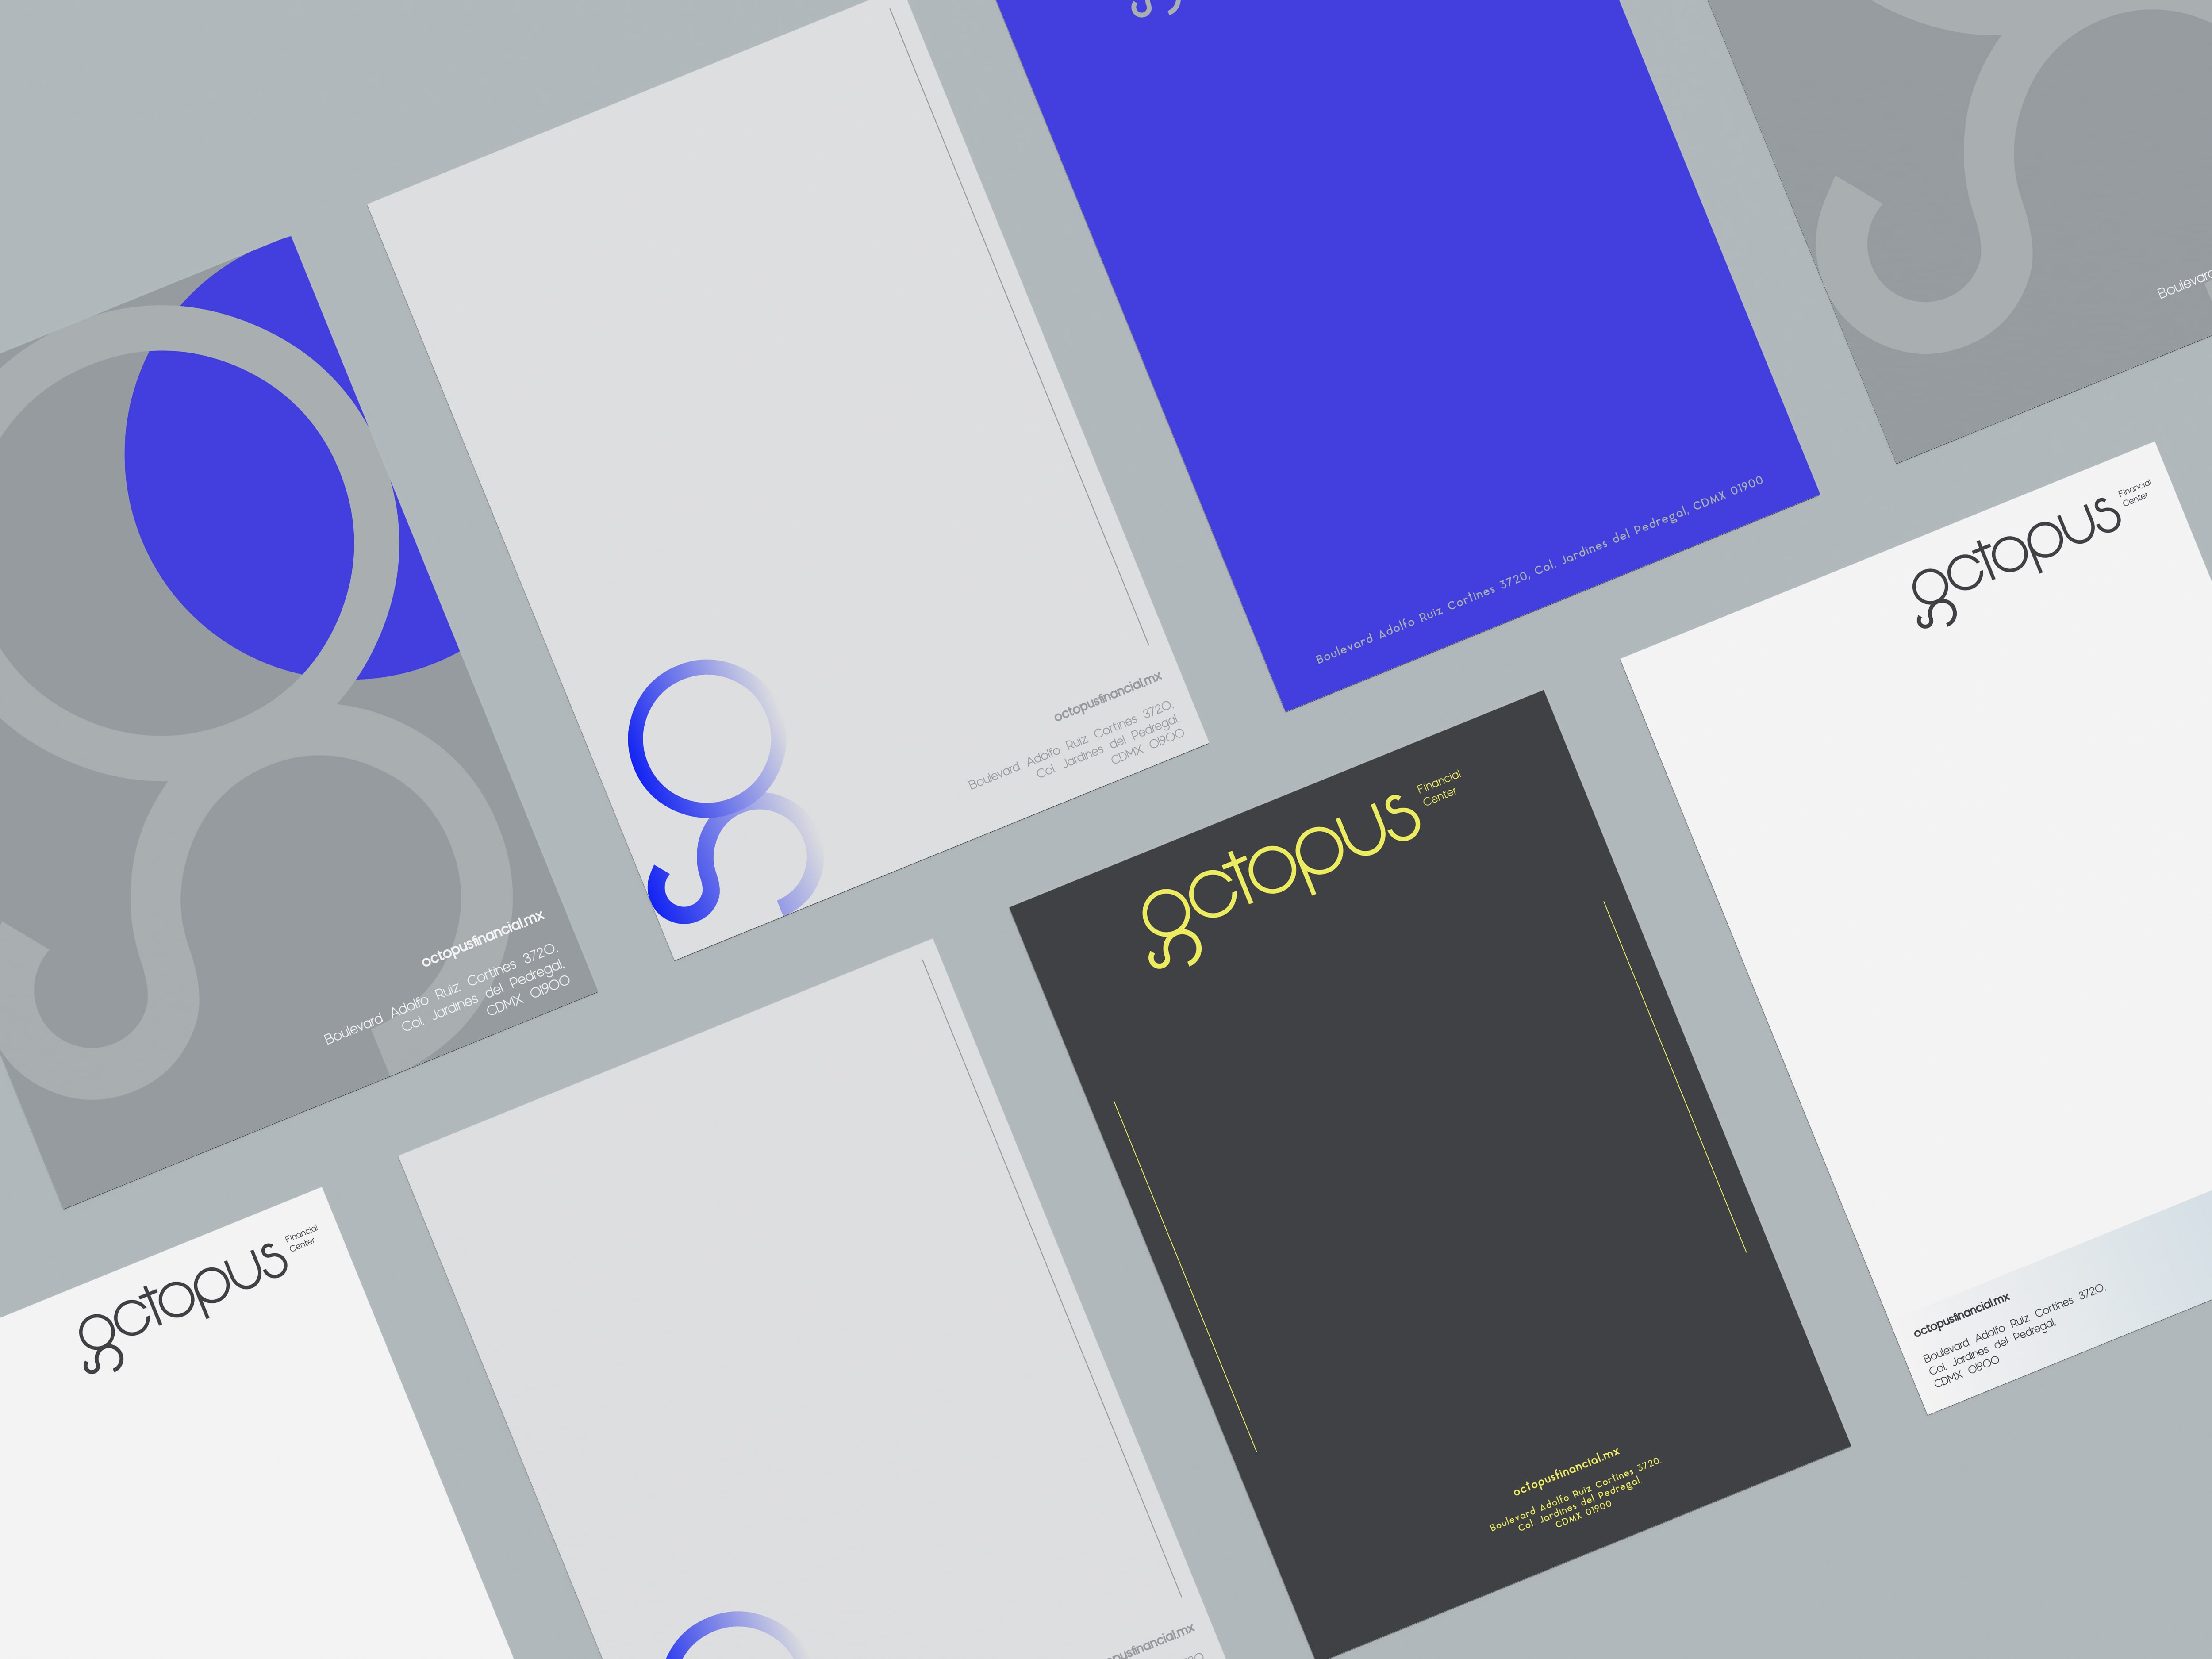 Boulevard Adolfo Ruiz Cortines 3720, Col. Jardines del Pedregal, CDMX 01900
Boulevard
octopusfinancial.mx
Boulevard Adolfo Ruiz Cortines 3720.
Col. Jardines del Pedregal.
CDMX 01900
octopusfinancial.mx
Boulevard Adolfo Ruiz Cortines 3720.
Col. Jardines del Pedregal.
CDMX 01900
octopus
Financial
Center
octopusfinancial.mx
Boulevard Adolfo Ruiz Cortines 3720.
Col. Jardines del Pedregal.
CDMX 01900
octopus
Financial
Center
octopusfinancial.mx
Boulevard Adolfo Ruiz Cortines 3720.
Col. Jardines del Pedregal.
CDMX 01900
octopus
Financial
Center
pusfinancial.mx